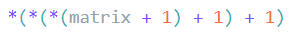 *(*(*(matrix + 1) + 1) + 1)